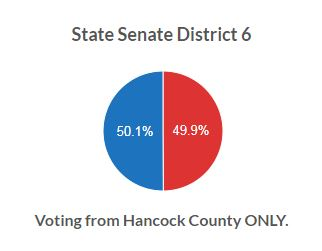 State Senate District 6
50.1% 49.9%
Voting from Hancock County ONLY.